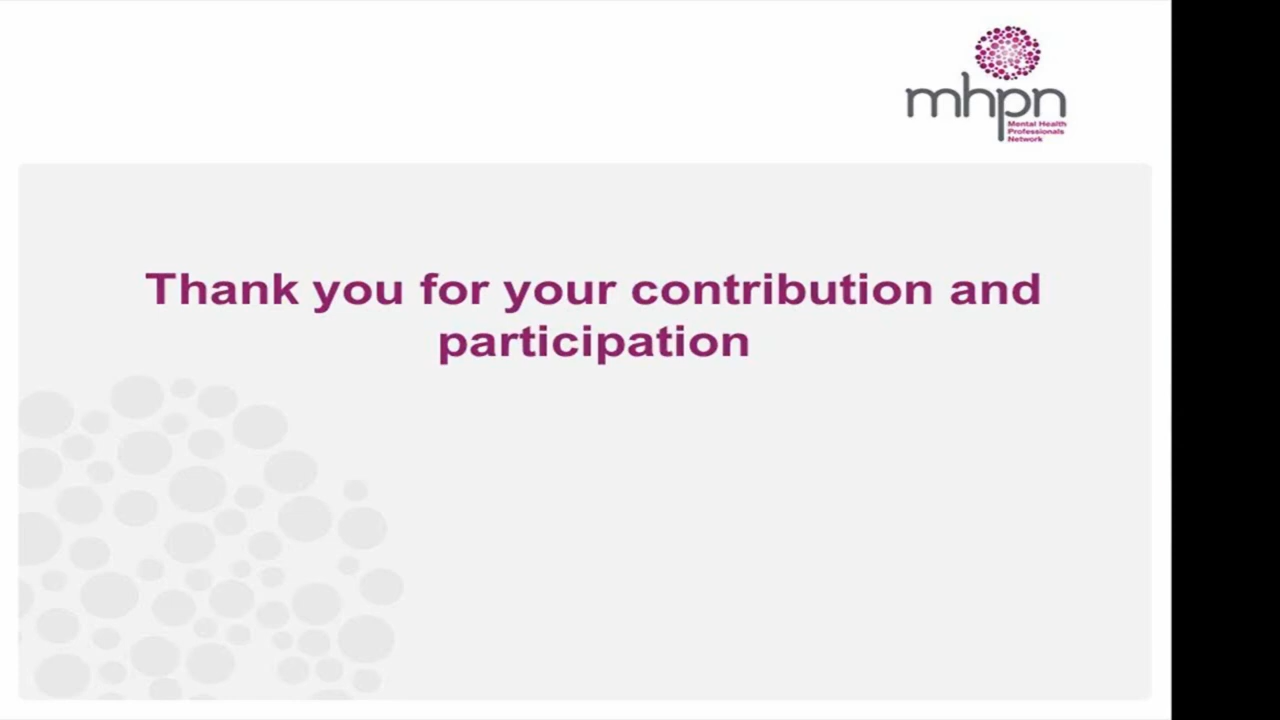 mhpn
Mental Health
Professionals
Network
Thank you for your contribution and
participation